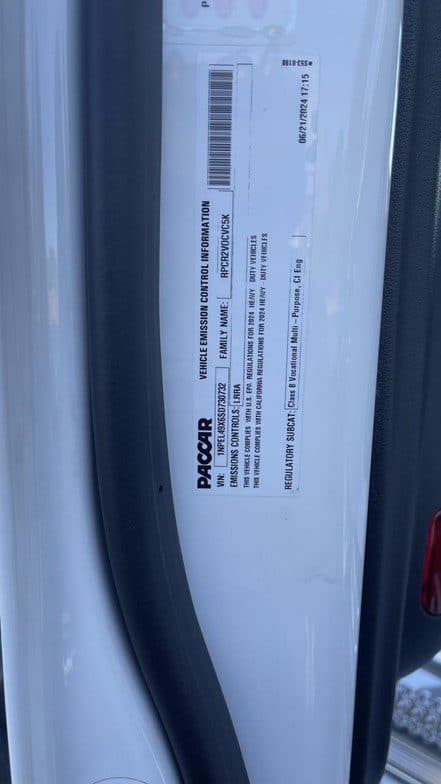 PACCAR VEHICLE EMISSION CONTROL INFORMATION
VIN: 1NPEL49X6SD730732 FAMILY NAME: RPCR2VOCVC5K
EMISSIONS CONTROLS: LRRA
THIS VEHICLE COMPLIES WITH U.S. EPA REGULATIONS FOR 2024 HEAVY - DUTY VEHICLES
THIS VEHICLE COMPLIES WITH CALIFORNIA REGULATIONS FOR 2024 HEAVY - DUTY VEHICLES
REGULATORY SUBCAT: Class 8 Vocational Multi-Purpose, CI Eng
06/21/2024 17:15